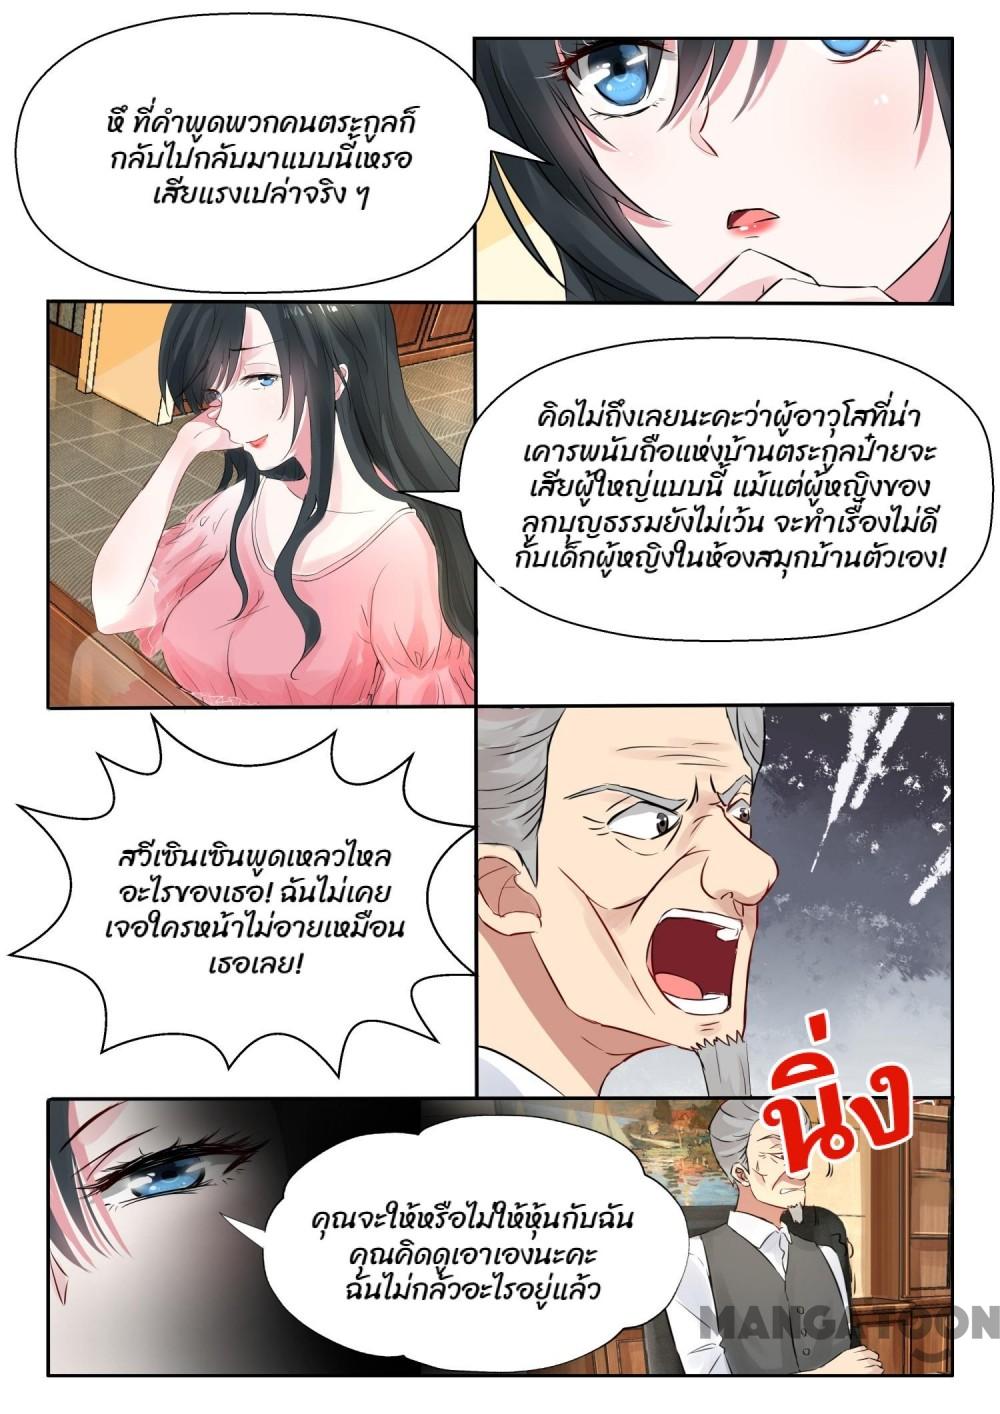 หึ ที่คำพูดพวกคนตระกูลก็
กลับไปกลับมาแบบนี้เหรอ
เสียแรงเปล่าจริง ๆ
คิดไม่ถึงเลยนะคะว่าผู้อาวุโสที่น่า
เคารพนับถือแห่งบ้านตระกูลป๋ายจะ
เสียผู้ใหญ่แบบนี้ แม้แต่ผู้หญิงของ
ลูกบุญธรรมยังไม่เว้น จะทำเรื่องไม่ดี
กับเด็กผู้หญิงในห้องสมุกบ้านตัวเอง!
สวีเซินเซินพูดเหลวไหล
อะไรของเธอ! ฉันไม่เคย
เจอใครหน้าไม่อายเหมือน
เธอเลย!
นิ่ง
คุณจะให้หรือไม่ให้หุ้นกับฉัน
คุณคิดดูเอาเองนะคะ
ฉันไม่กลัวอะไรอยู่แล้ว
MANGATOON